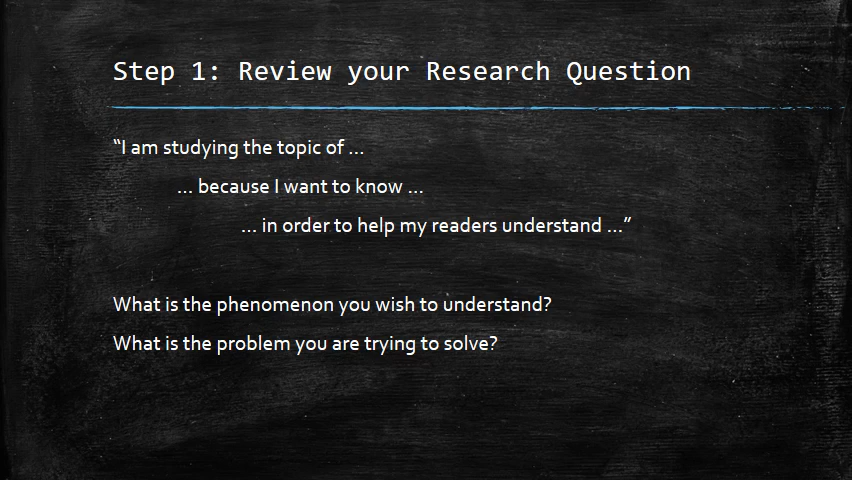 Step 1: Review your Research Question
“I am studying the topic of …
… because I want to know …
… in order to help my readers understand …”
What is the phenomenon you wish to understand?
What is the problem you are trying to solve?